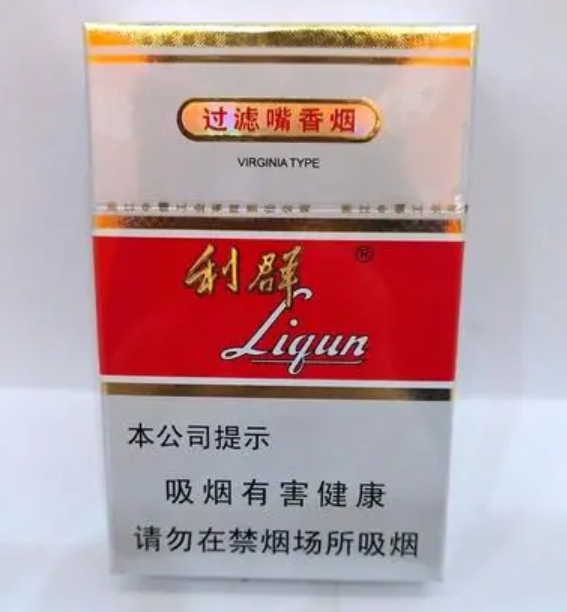 过滤嘴香烟
VIRGINIA TYPE
利群
®
Liqun
本公司提示
吸烟有害健康
请勿在禁烟场所吸烟